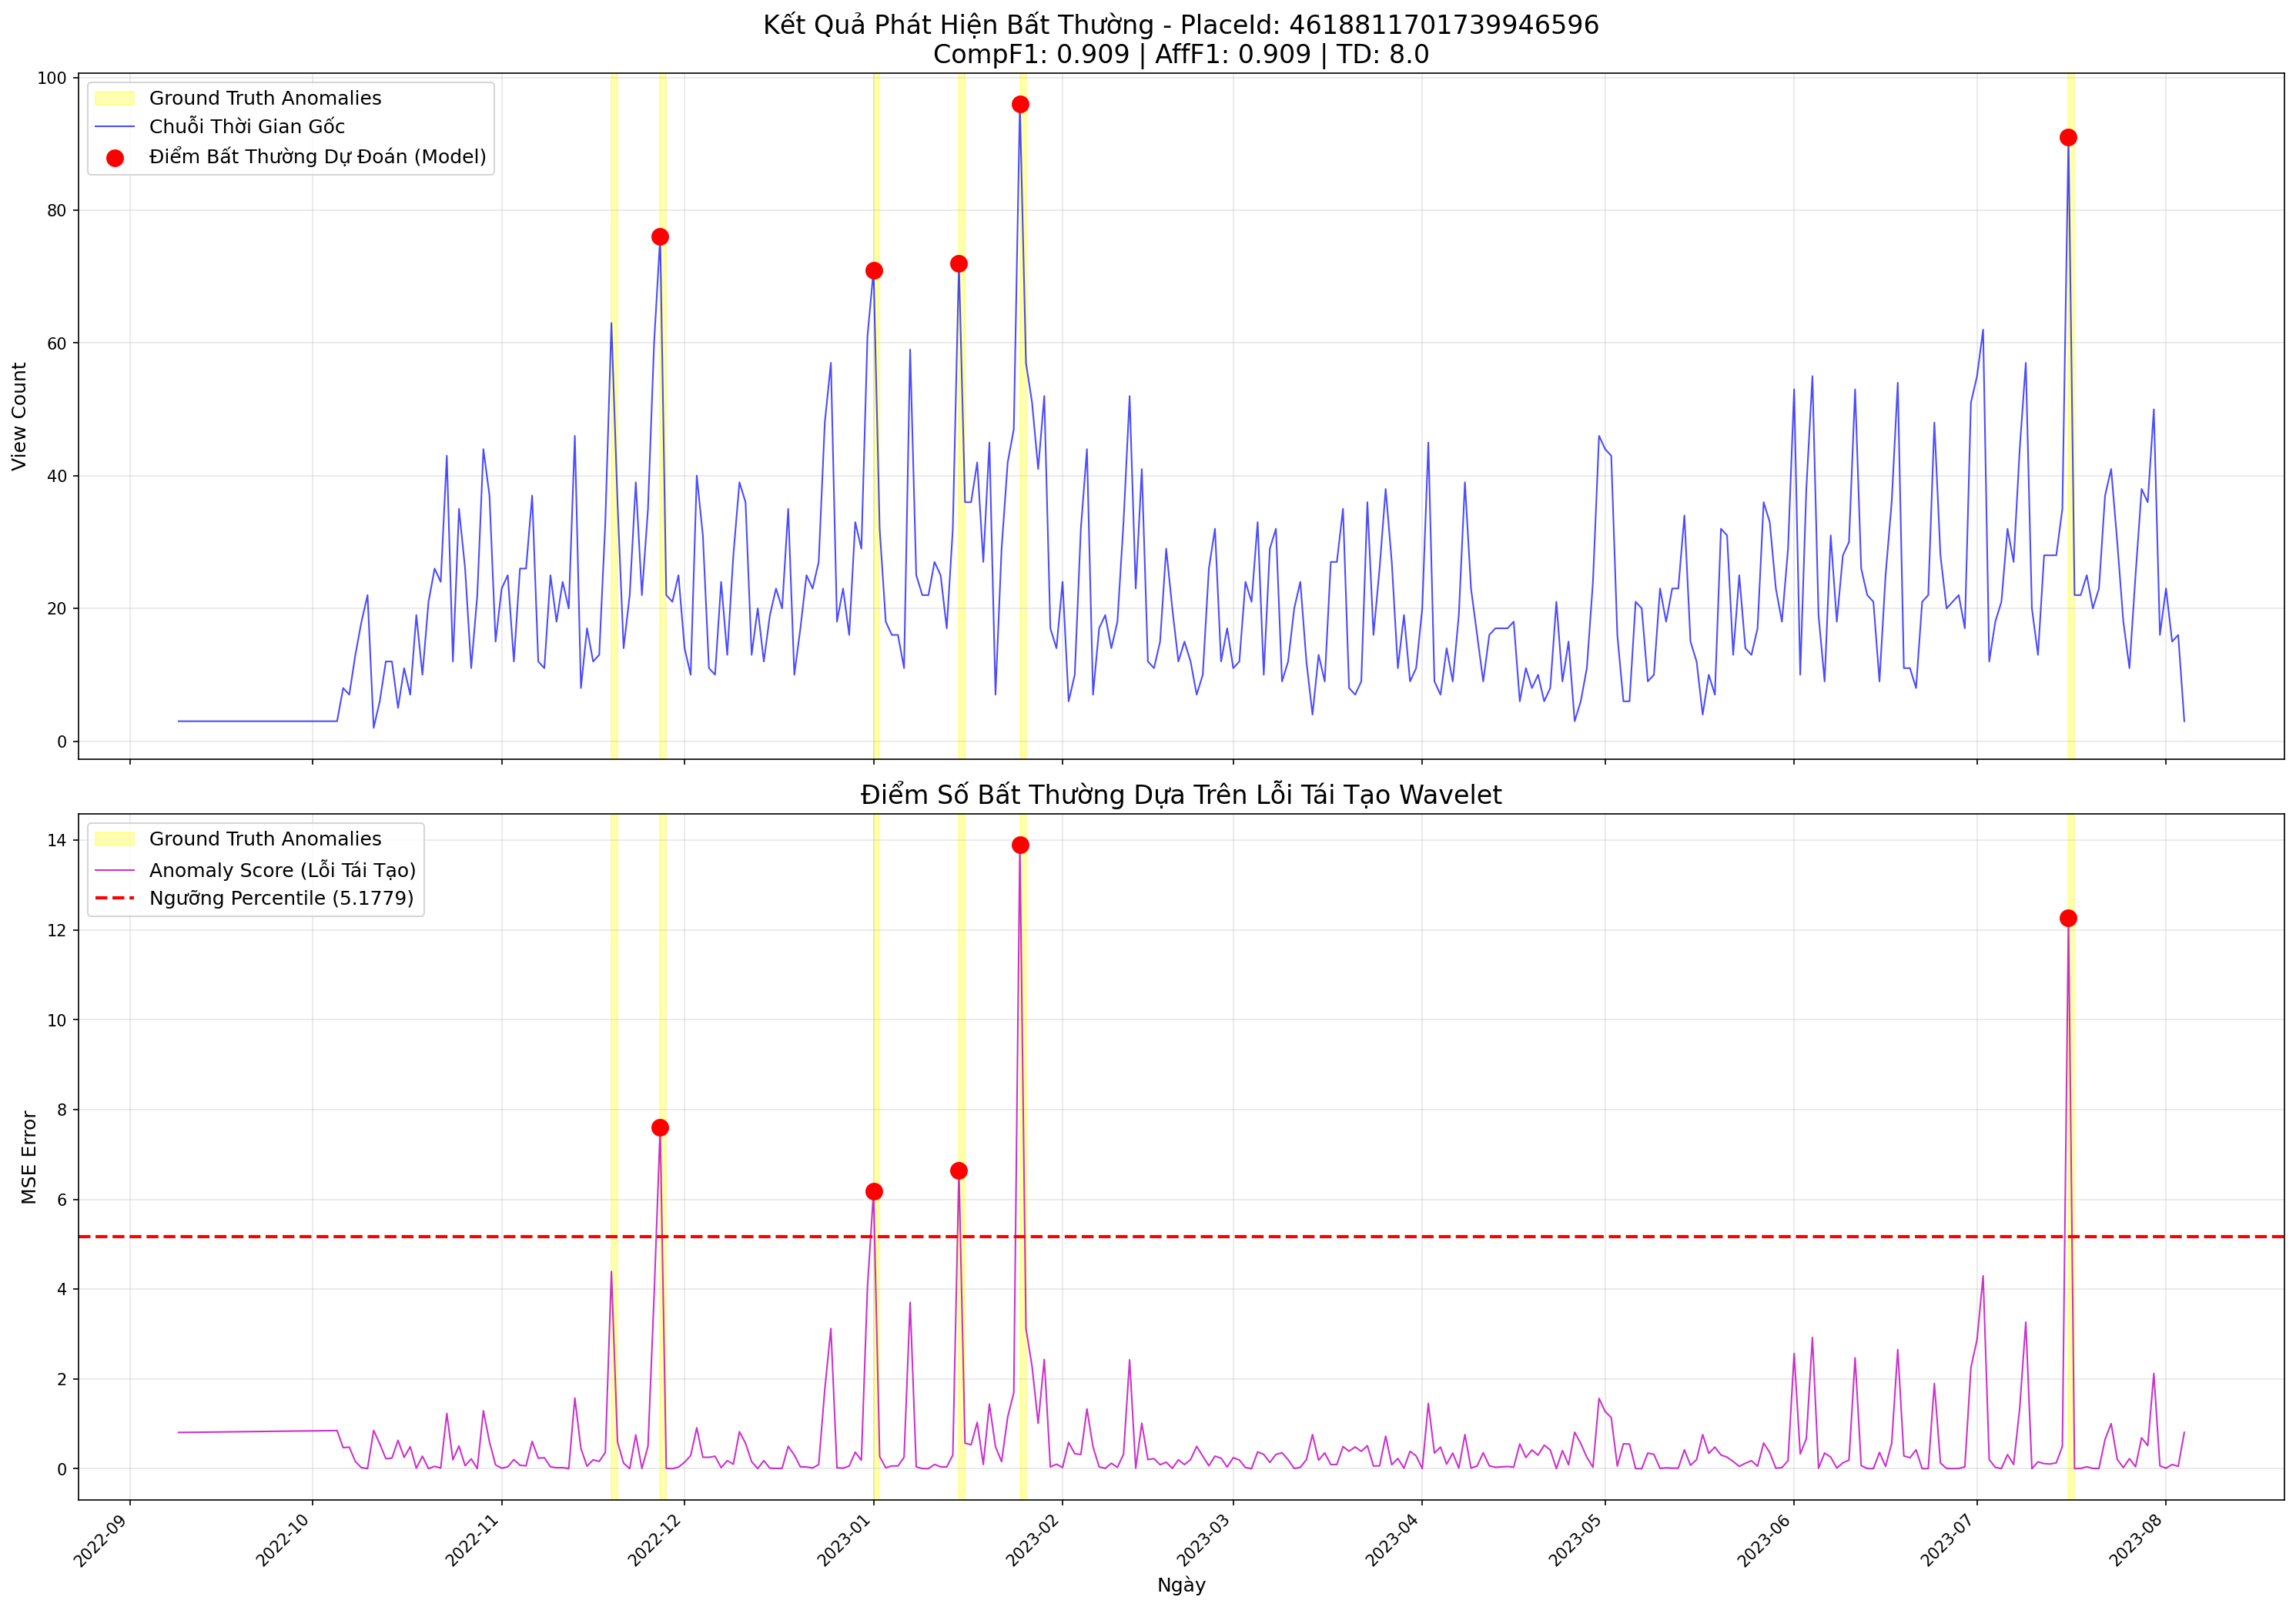 Kết Quả Phát Hiện Bất Thường - PlaceId: 4618811701739946596
CompF1: 0.909 | AffF1: 0.909 | TD: 8.0
100
80
60
40
20
0
View Count
Ground Truth Anomalies
Chuỗi Thời Gian Gốc
Điểm Bất Thường Dự Đoán (Model)
Điểm Số Bất Thường Dựa Trên Lỗi Tái Tạo Wavelet
14
12
10
8
6
4
2
0
MSE Error
Ground Truth Anomalies
Anomaly Score (Lỗi Tái Tạo)
Ngưỡng Percentile (5.1779)
2022-09
2022-10
2022-11
2022-12
2023-01
2023-02
2023-03
2023-04
2023-05
2023-06
2023-07
2023-08
Ngày